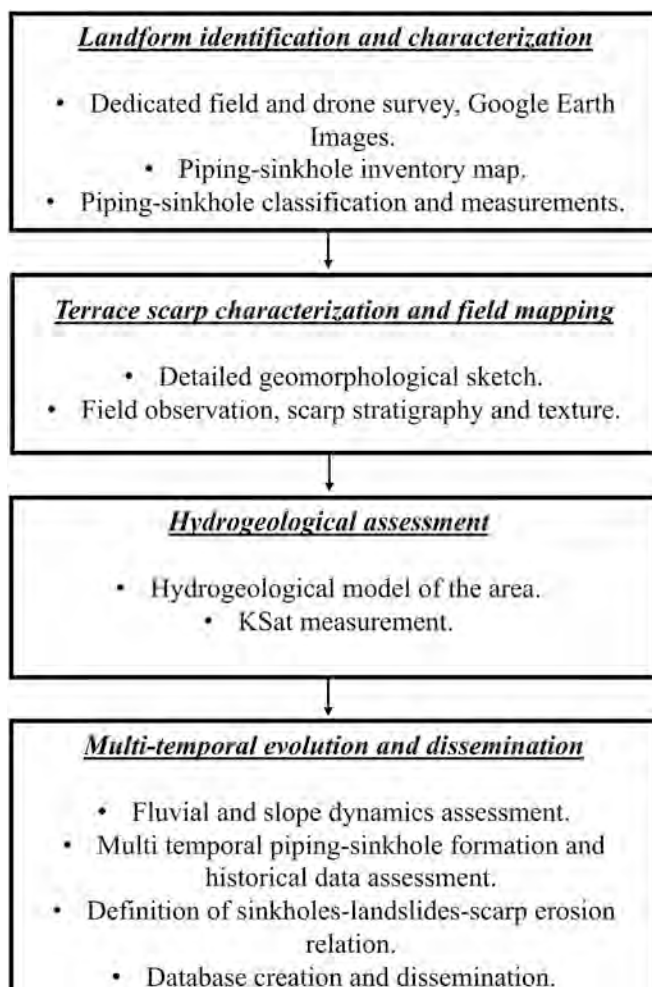 Landform identification and characterization
• Dedicated field and drone survey, Google Earth
Images.
• Piping-sinkhole inventory map.
• Piping-sinkhole classification and measurements.
Terrace scarp characterization and field mapping
• Detailed geomorphological sketch.
• Field observation, scarp stratigraphy and texture.
Hydrogeological assessment
• Hydrogeological model of the area.
• KSat measurement.
Multi-temporal evolution and dissemination
• Fluvial and slope dynamics assessment.
• Multi temporal piping-sinkhole formation and
historical data assessment.
• Definition of sinkholes-landslides-scarp erosion
relation.
• Database creation and dissemination.